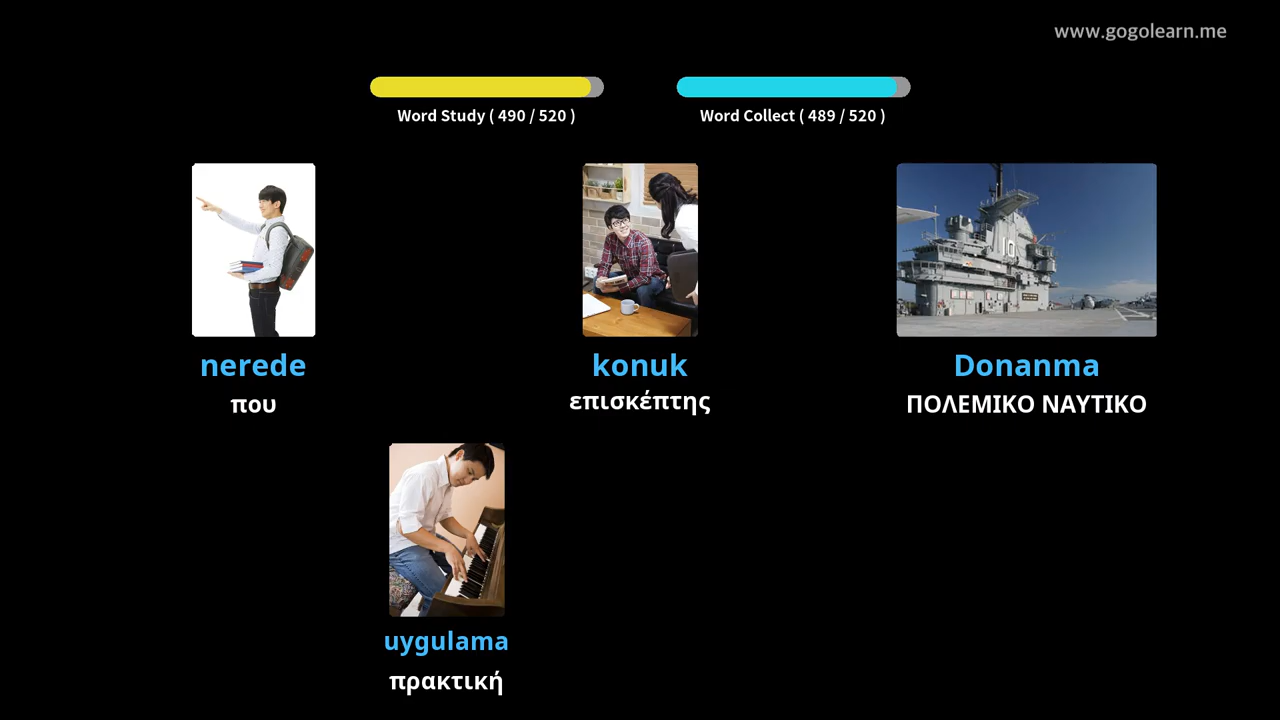 www.gogolearn.me
Word Study ( 490 / 520 )
Word Collect ( 489 / 520 )
10
nerede
που
konuk
επισκέπτης
Donanma
ΠΟΛΕΜΙΚΟ ΝΑΥΤΙΚΟ
uygulama
πρακτική